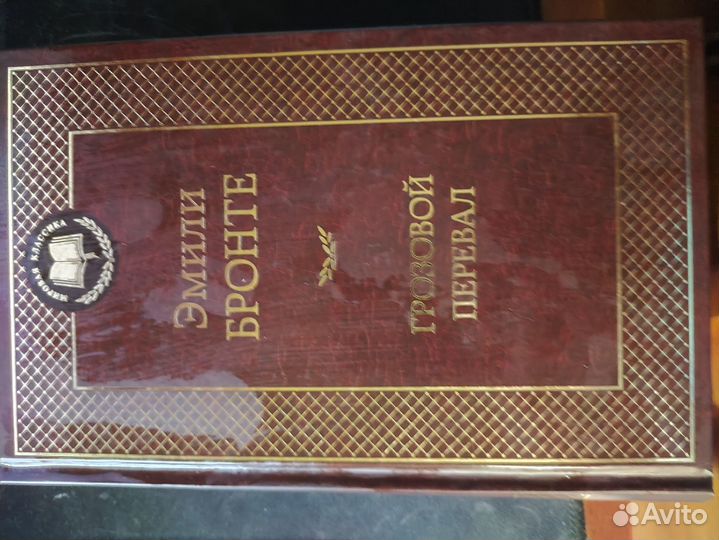 МИРОВАЯ КЛАССИКА
Эмили
БРОНТЕ
ГРОЗОВОЙ
ПЕРЕВАЛ
Avito